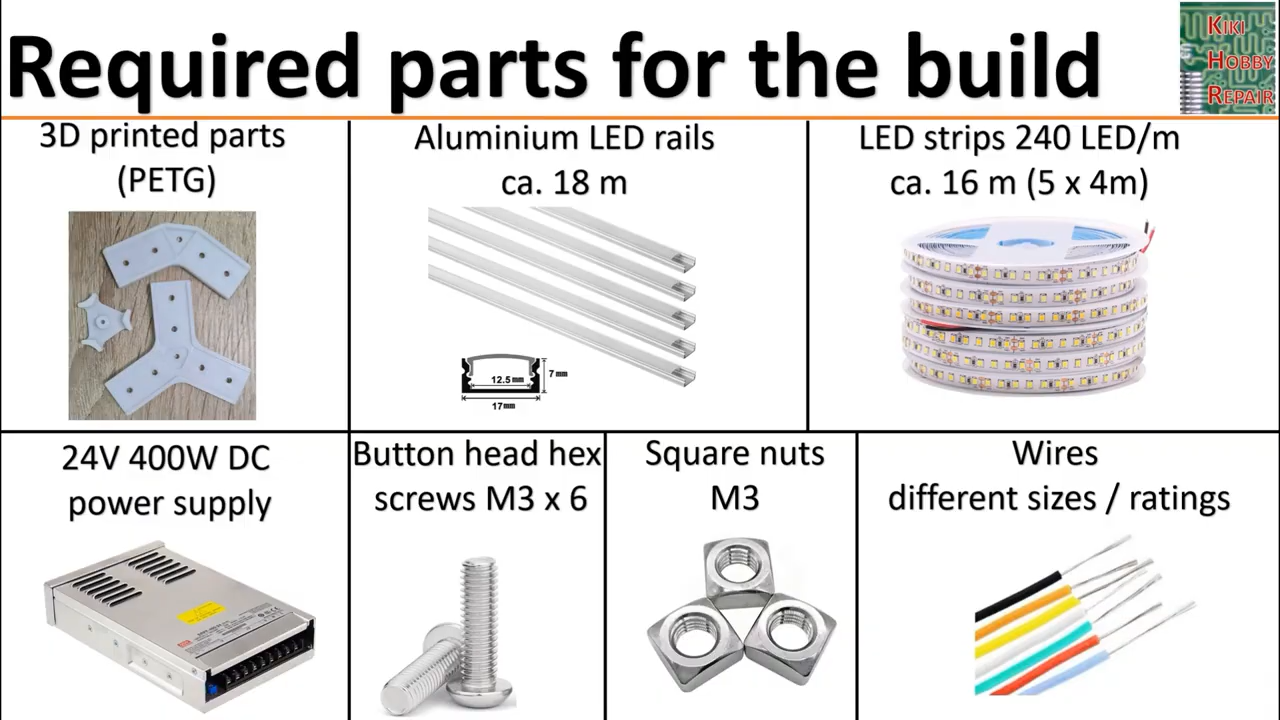 Required parts for the build
KIKI
HOBBY
REPAIR
3D printed parts
(PETG)
Aluminium LED rails
ca. 18 m
12.5mm
7mm
17mm
LED strips 240 LED/m
ca. 16 m (5 x 4m)
24V 400W DC
power supply
Button head hex
screws M3 x 6
Square nuts
M3
Wires
different sizes / ratings